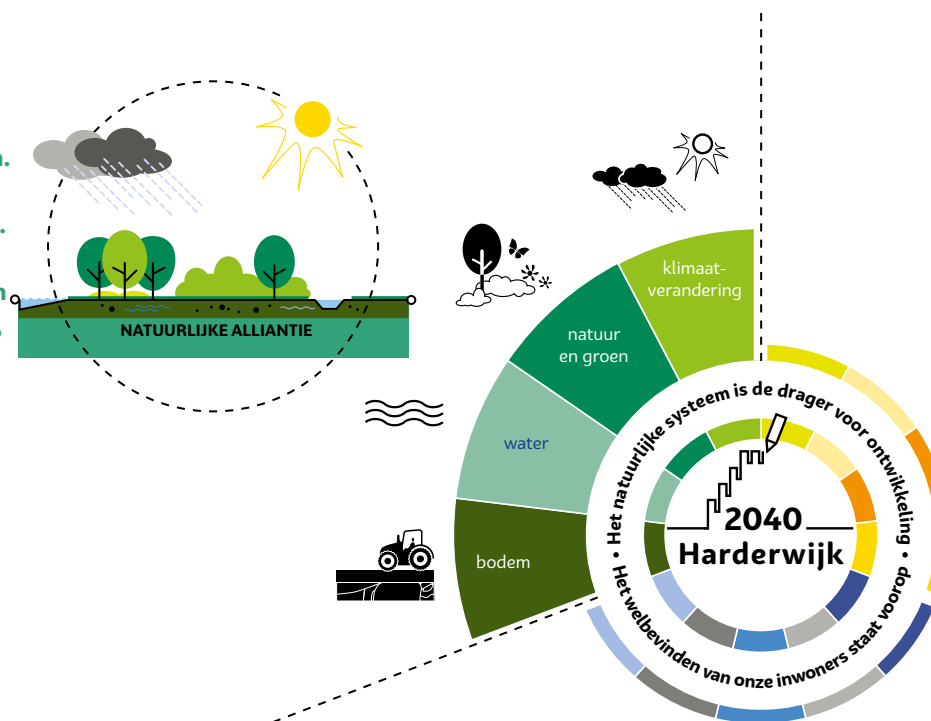 NATUURLIJKE ALLIANTIE
klimaat-
verandering
natuur
en groen
water
bodem
• Het natuurlijke systeem is de drager voor ontwikkeling •
Het welbevinden van onze inwoners staat voorop
2040
Harderwijk